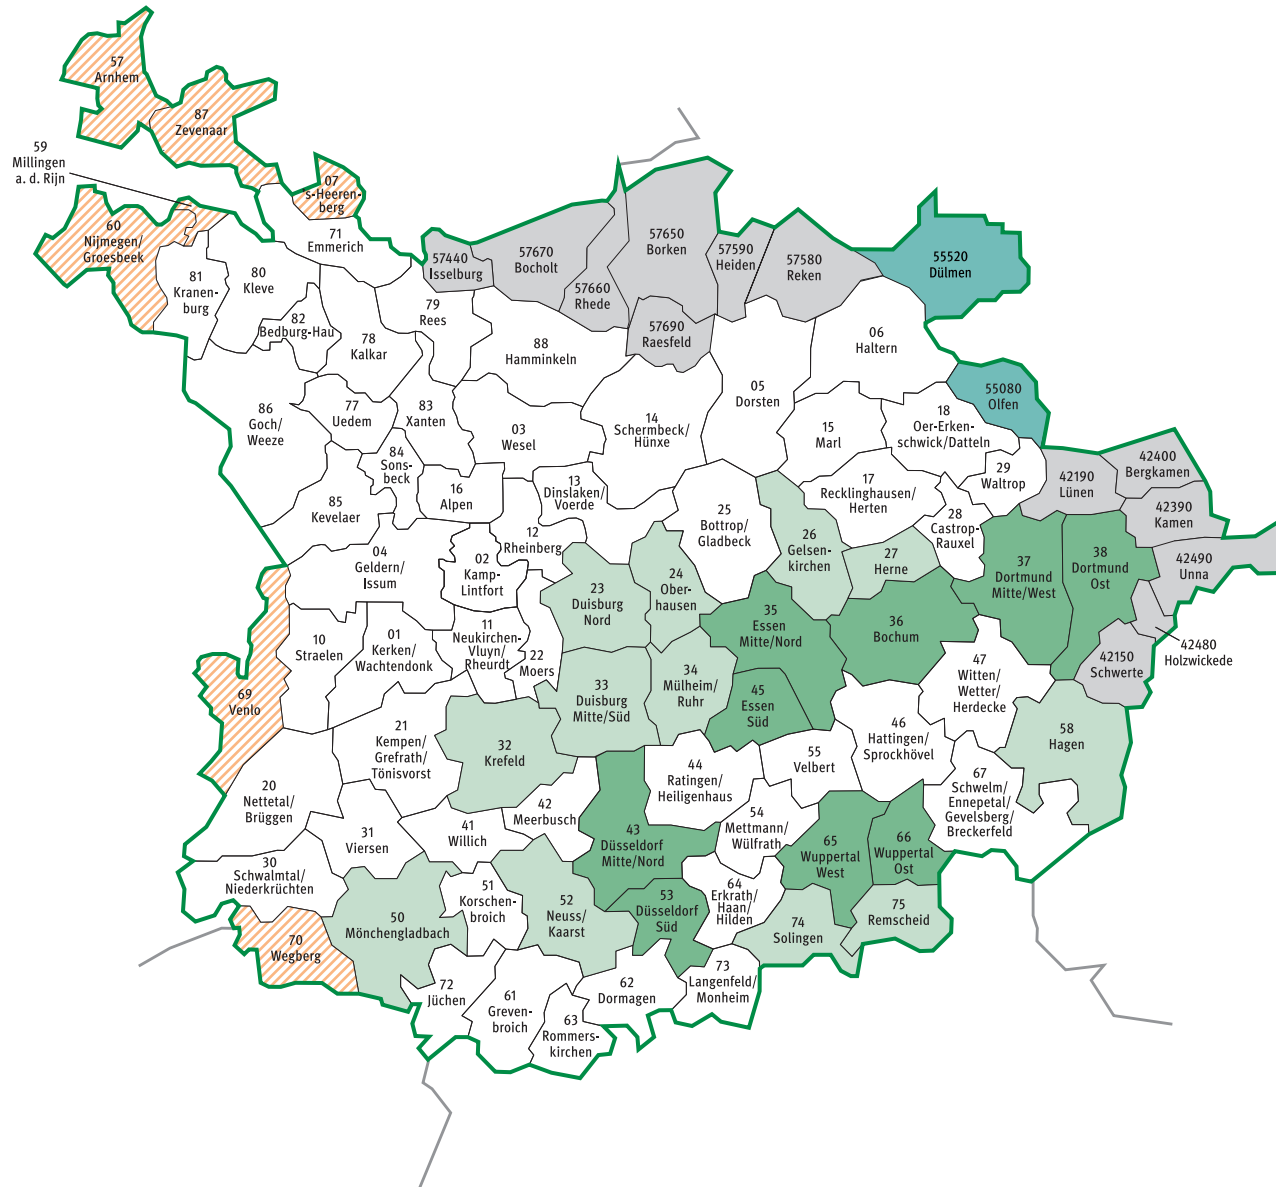 57
Arnhem
87
Zevenaar
59
Millingen
a. d. Rijn
07
's-Heeren-
berg
60
Nijmegen/
Groesbeek
71
Emmerich
57440
Isselburg
57670
Bocholt
57660
Rhede
57650
Borken
57590
Heiden
57580
Reken
55520
Dülmen
81
Kranen-
burg
80
Kleve
82
Bedburg-Hau
78
Kalkar
79
Rees
88
Hamminkeln
57690
Raesfeld
06
Haltern
55080
Olfen
86
Goch/
Weeze
77
Uedem
83
Xanten
03
Wesel
14
Schermbeck/
Hünxe
05
Dorsten
15
Marl
18
Oer-Erken-
schwick/Datteln
29
Waltrop
42190
Lünen
42400
Bergkamen
42390
Kamen
42490
Unna
42480
Holzwickede
42150
Schwerte
84
Sons-
beck
85
Kevelaer
16
Alpen
13
Dinslaken/
Voerde
12
Rheinberg
25
Bottrop/
Gladbeck
17
Recklinghausen/
Herten
28
Castrop-
Rauxel
26
Gelsen-
kirchen
27
Herne
37
Dortmund
Mitte/West
38
Dortmund
Ost
04
Geldern/
Issum
02
Kamp-
Lintfort
23
Duisburg
Nord
24
Ober-
hausen
35
Essen
Mitte/Nord
36
Bochum
10
Straelen
01
Kerken/
Wachtendonk
11
Neukirchen-
Vluyn/
Rheurdt
22
Moers
33
Duisburg
Mitte/Süd
34
Mülheim/
Ruhr
45
Essen
Süd
47
Witten/
Wetter/
Herdecke
69
Venlo
21
Kempen/
Grefrath/
Tönisvorst
32
Krefeld
44
Ratingen/
Heiligenhaus
55
Velbert
46
Hattingen/
Sprockhövel
58
Hagen
20
Nettetal/
Brüggen
31
Viersen
41
Willich
42
Meerbusch
43
Düsseldorf
Mitte/Nord
54
Mettmann/
Wülfrath
65
Wuppertal
West
66
Wuppertal
Ost
67
Schwelm/
Ennepetal/
Gevelsberg/
Breckerfeld
30
Schwalmtal/
Niederkrüchten
50
Mönchengladbach
51
Korschen-
broich
52
Neuss/
Kaarst
53
Düsseldorf
Süd
64
Erkrath/
Haan/
Hilden
74
Solingen
75
Remscheid
70
Wegberg
72
Jüchen
61
Greven-
broich
63
Rommers-
kirchen
62
Dormagen
73
Langenfeld/
Monheim